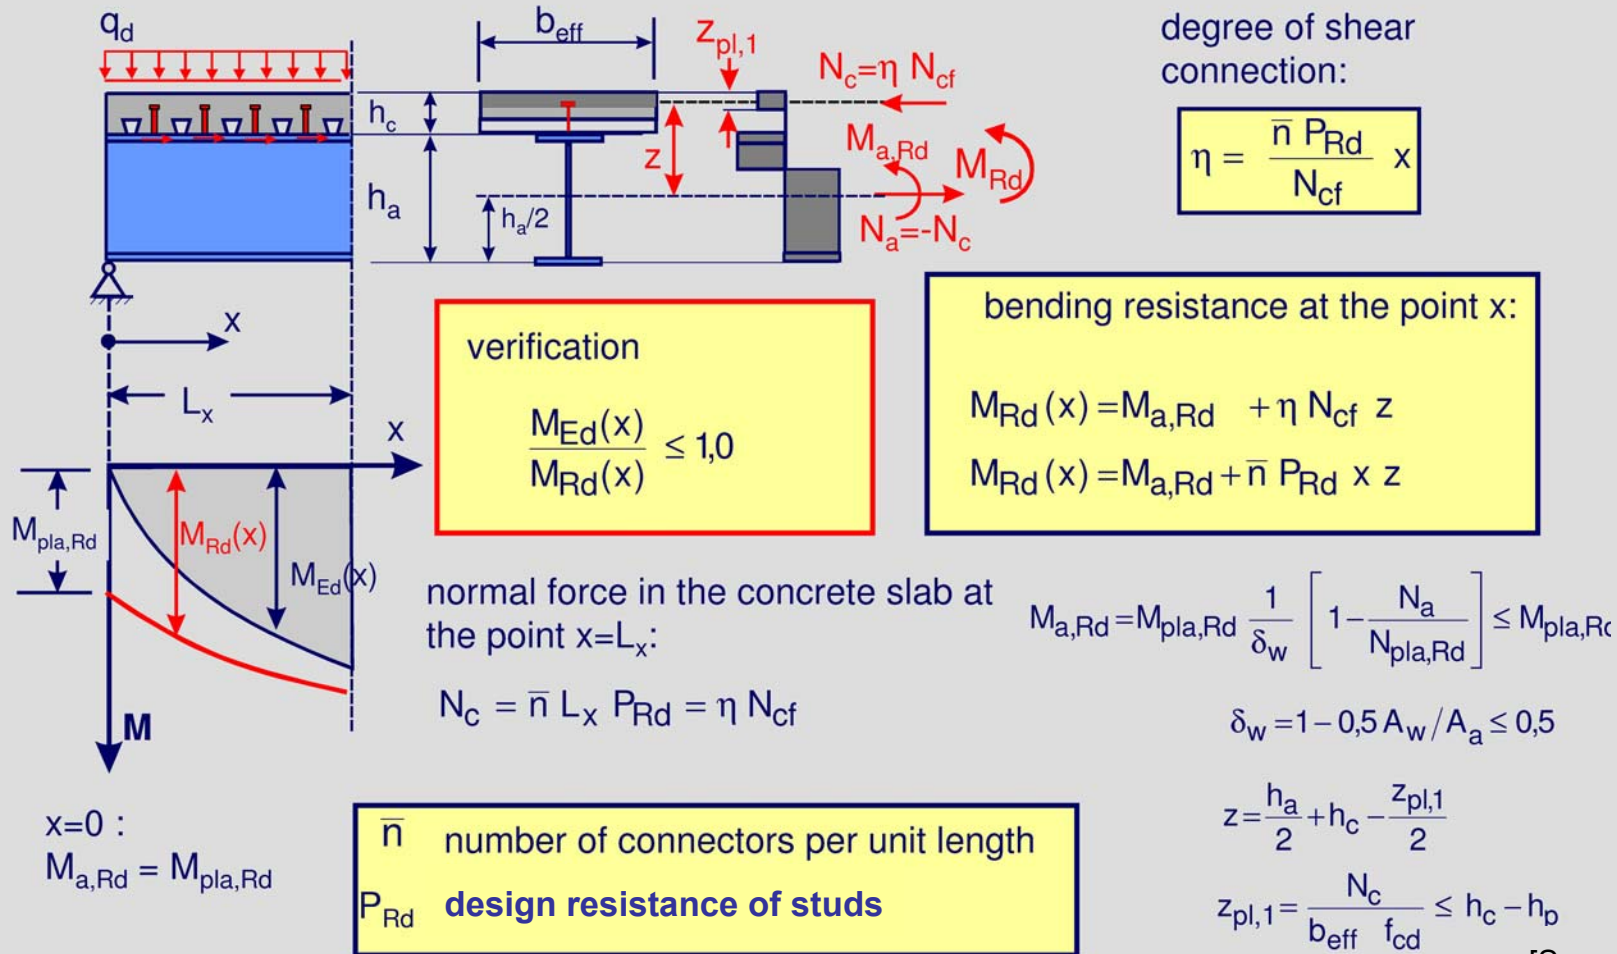 q_d
b_eff
z_pl,1
N_c=η N_cf
h_c
M_a,Rd
M_Rd
z
h_a
h_a/2
N_a=-N_c
degree of shear
connection:
η = n̅ P_Rd / N_cf x
x
L_x
x
M_pla,Rd
M_Rd(x)
M_Ed(x)
M
x=0 :
M_a,Rd = M_pla,Rd
verification
M_Ed(x) / M_Rd(x) ≤ 1,0
bending resistance at the point x:
M_Rd (x) =M_a,Rd + η N_cf z
M_Rd (x) =M_a,Rd + n̅ P_Rd x z
normal force in the concrete slab at
the point x=L_x:
N_c = n̅ L_x P_Rd = η N_cf
M_a,Rd =M_pla,Rd 1/δ_w [1− N_a/N_pla,Rd] ≤ M_pla,Rd
δ_w =1− 0,5 A_w /A_a ≤ 0,5
z= h_a/2 +h_c − z_pl,1/2
z_pl,1= N_c / b_eff f_cd ≤ h_c − h_p
n̅ number of connectors per unit length
P_Rd design resistance of studs